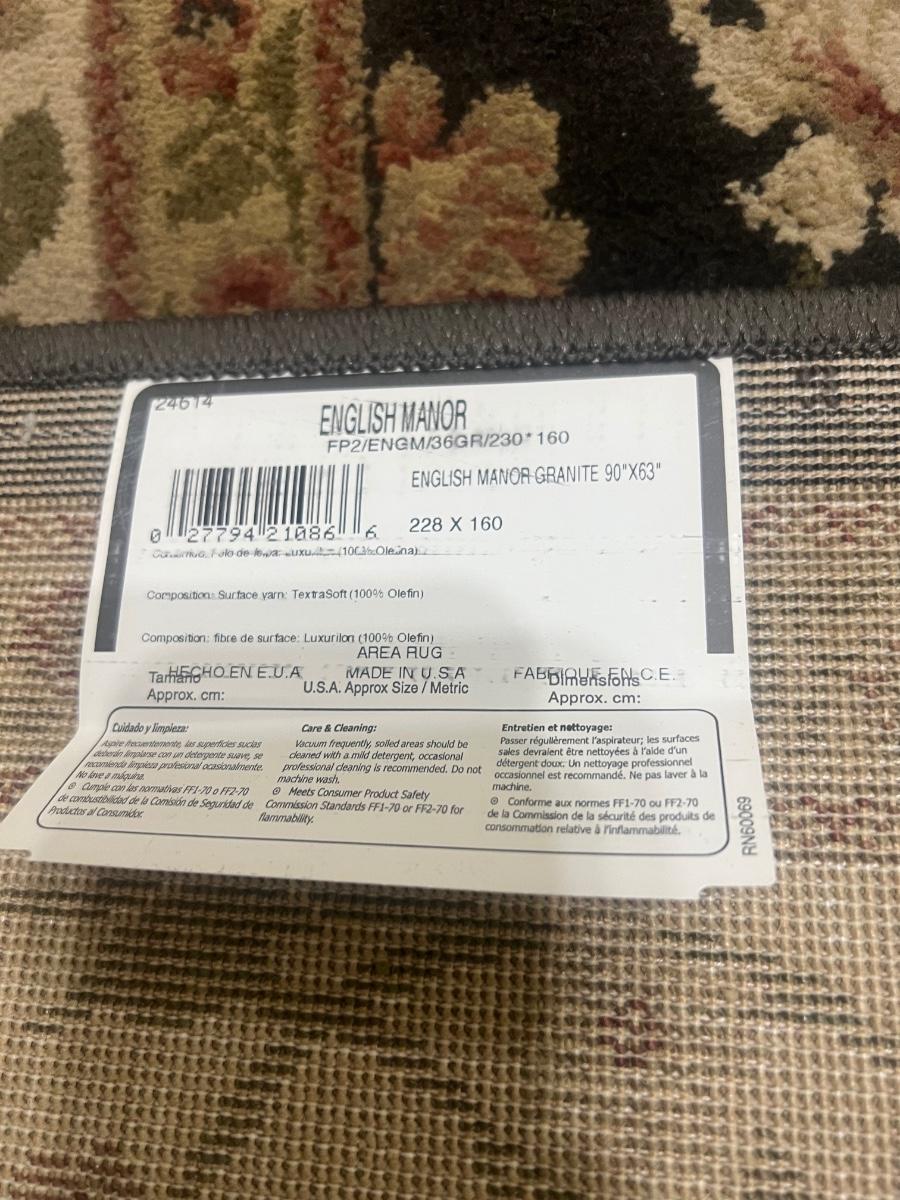 24614
ENGLISH MANOR
FP2/ENGM/36GR/230*160
ENGLISH MANOR GRANITE 90"X63"
0 27794 21086 6
228 X 160
(100% Olefina)
Composition: Surface yarn: TextraSoft (100% Olefin)
Composition: fibre de surface: Luxurilon (100% Olefin)
AREA RUG
HECHO EN E.U.A MADE IN U.S.A FABRIQUE EN C.E.
Tamaño
Approx. cm:
U.S.A. Approx Size / Metric
Dimensions
Approx. cm:
Cuidado y limpieza:
Aspire frecuentemente, las superficies sucias
deberán limpiarse con un detergente suave, se
recomienda limpieza profesional ocasionalmente.
No lave a máquina.
Cumple con las normativas FF1-70 o FF2-70
de combustibilidad de la Comisión de Seguridad de
Productos al Consumidor.
Care & Cleaning:
Vacuum frequently, soiled areas should be
cleaned with a mild detergent, occasional
professional cleaning is recommended. Do not
machine wash.
Meets Consumer Product Safety
Commission Standards FF1-70 or FF2-70 for
flammability.
Entretien et nettoyage:
Passer régulièrement l'aspirateur; les surfaces
sales devraient être nettoyées à l'aide d'un
détergent doux. Un nettoyage professionnel
occasionnel est recommandé. Ne pas laver à la
machine.
Conforme aux normes FF1-70 ou FF2-70
de la Commission de la sécurité des produits de
consommation relative à l'inflammabilité.
RN60069